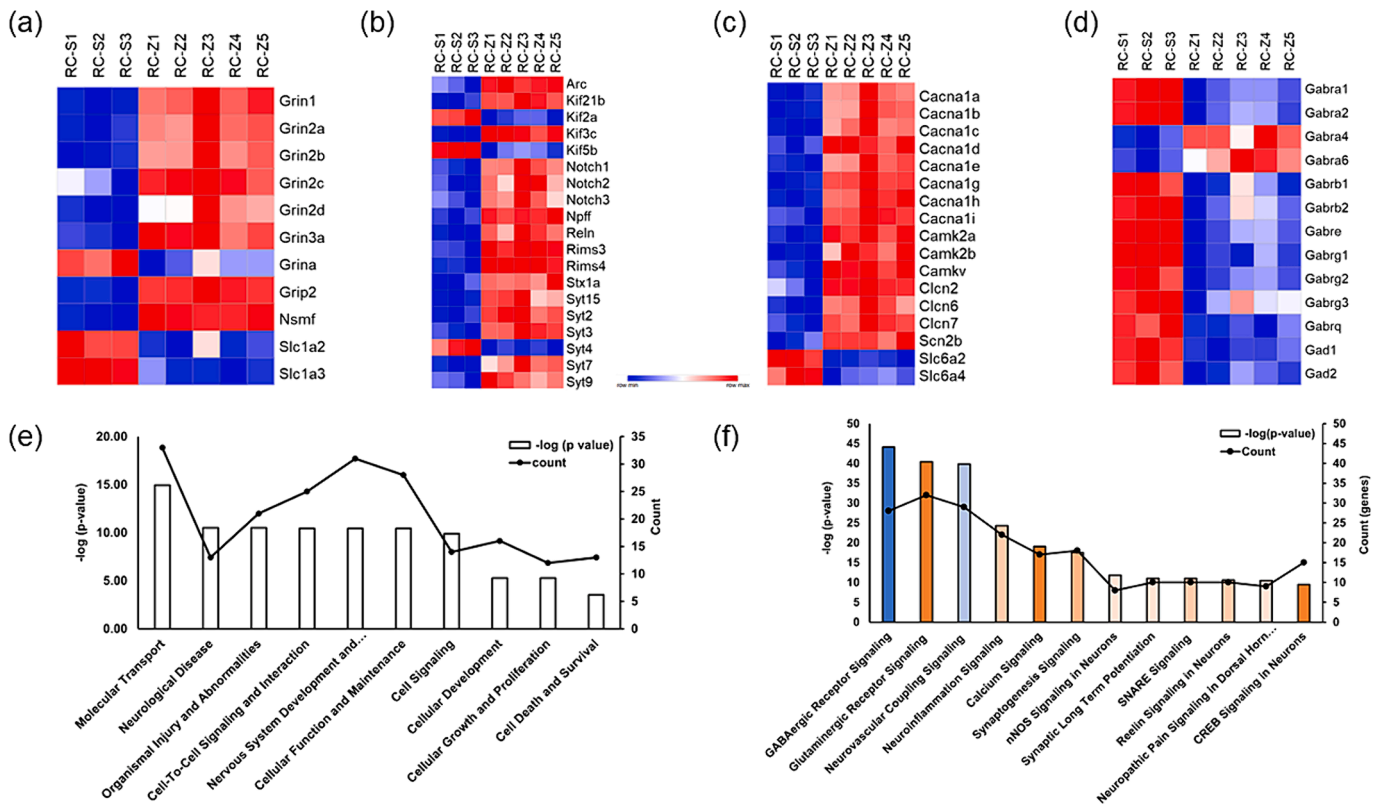 (a)
RC-S1 RC-S2 RC-S3 RC-Z1 RC-Z2 RC-Z3 RC-Z4 RC-Z5
Grin1
Grin2a
Grin2b
Grin2c
Grin2d
Grin3a
Grina
Grip2
Nsmf
Slc1a2
Slc1a3
(b)
RC-S1 RC-S2 RC-S3 RC-Z1 RC-Z2 RC-Z3 RC-Z4 RC-Z5
Arc
Kif21b
Kif2a
Kif3c
Kif5b
Notch1
Notch2
Notch3
Npff
Reln
Rims3
Rims4
Stx1a
Syt15
Syt2
Syt3
Syt4
Syt7
Syt9
row min row max
(c)
RC-S1 RC-S2 RC-S3 RC-Z1 RC-Z2 RC-Z3 RC-Z4 RC-Z5
Cacna1a
Cacna1b
Cacna1c
Cacna1d
Cacna1e
Cacna1g
Cacna1h
Cacna1i
Camk2a
Camk2b
Camkv
Clcn2
Clcn6
Clcn7
Scn2b
Slc6a2
Slc6a4
(d)
RC-S1 RC-S2 RC-S3 RC-Z1 RC-Z2 RC-Z3 RC-Z4 RC-Z5
Gabra1
Gabra2
Gabra4
Gabra6
Gabrb1
Gabrb2
Gabre
Gabrg1
Gabrg2
Gabrg3
Gabrq
Gad1
Gad2
(e)
-log (p-value)
20.00
15.00
10.00
5.00
0.00
-log (p value)
count
35
30
25
20
15
10
5
0
Count
Molecular Transport
Neurological Disease
Organismal Injury and Abnormalities
Cell-To-Cell Signaling and Interaction
Nervous System Development and...
Cellular Function and Maintenance
Cell Signaling
Cellular Development
Cellular Growth and Proliferation
Cell Death and Survival
(f)
-log (p-value)
50
45
40
35
30
25
20
15
10
5
0
-log(p-value)
Count
50
45
40
35
30
25
20
15
10
5
0
Count (genes)
GABAergic Receptor Signaling
Glutaminergic Receptor Signaling
Neurovascular Coupling Signaling
Neuroinflammation Signaling
Calcium Signaling
Synaptogenesis Signaling
nNOS Signaling in Neurons
Synaptic Long Term Potentiation
SNARE Signaling
Reelin Signaling in Neurons
Neuropathic Pain Signaling in Dorsal Horn...
CREB Signaling in Neurons